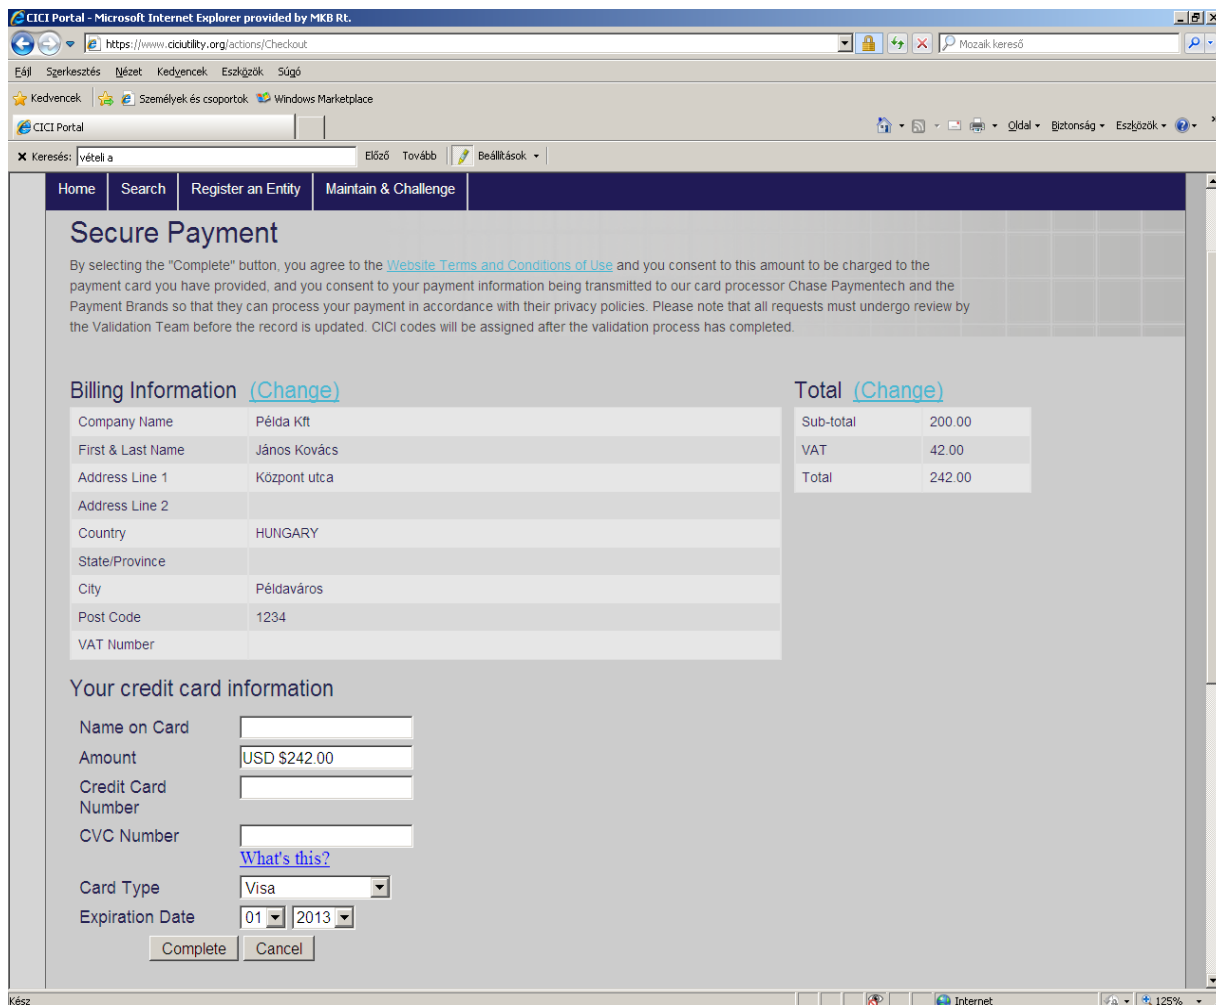 CICI Portal - Microsoft Internet Explorer provided by MKB Rt.
https://www.ciciutility.org/actions/Checkout
Mozaik kereső
Fájl Szerkesztés Nézet Kedvencek Eszközök Súgó
Kedvencek Személyek és csoportok Windows Marketplace
CICI Portal
Oldal Biztonság Eszközök
Keresés: vételi a Előző Tovább Beállítások
Home Search Register an Entity Maintain & Challenge
Secure Payment
By selecting the "Complete" button, you agree to the Website Terms and Conditions of Use and you consent to this amount to be charged to the
payment card you have provided, and you consent to your payment information being transmitted to our card processor Chase Paymentech and the
Payment Brands so that they can process your payment in accordance with their privacy policies. Please note that all requests must undergo review by
the Validation Team before the record is updated. CICI codes will be assigned after the validation process has completed.
Billing Information (Change)
Company Name Példa Kft
First & Last Name János Kovács
Address Line 1 Központ utca
Address Line 2
Country HUNGARY
State/Province
City Példaváros
Post Code 1234
VAT Number
Total (Change)
Sub-total 200.00
VAT 42.00
Total 242.00
Your credit card information
Name on Card
Amount USD $242.00
Credit Card
Number
CVC Number
What's this?
Card Type Visa
Expiration Date 01 2013
Complete Cancel
Kész Internet 125%